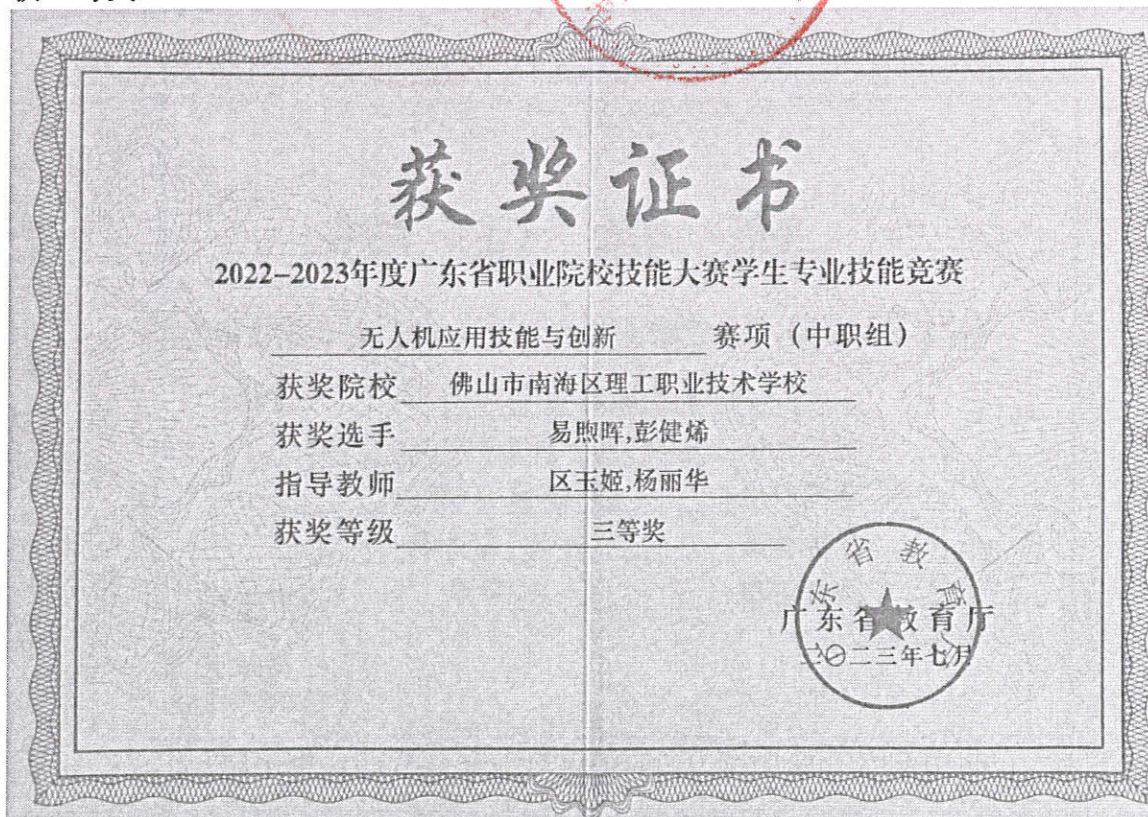 获奖证书
2022-2023年度广东省职业院校技能大赛学生专业技能竞赛
无人机应用技能与创新 赛项（中职组）
获奖院校 佛山市南海区理工职业技术学校
获奖选手 易煦晖,彭健烯
指导教师 区玉姬,杨丽华
获奖等级 三等奖
广东省教育厅
二〇二三年七月